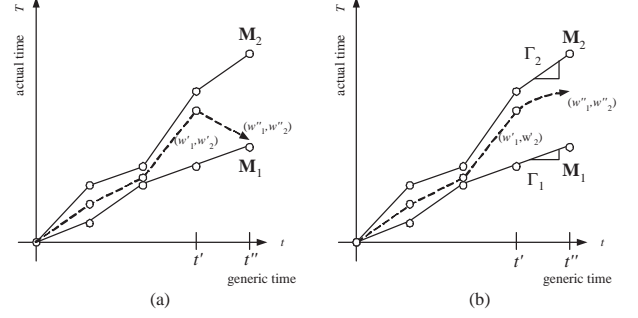 T
actual time
M₂
(w'₁,w'₂)
(w''₁,w''₂)
M₁
t' t'' t
generic time
(a)
T
actual time
M₂
Γ₂
(w''₁,w''₂)
(w'₁,w'₂)
Γ₁ M₁
t' t'' t
generic time
(b)